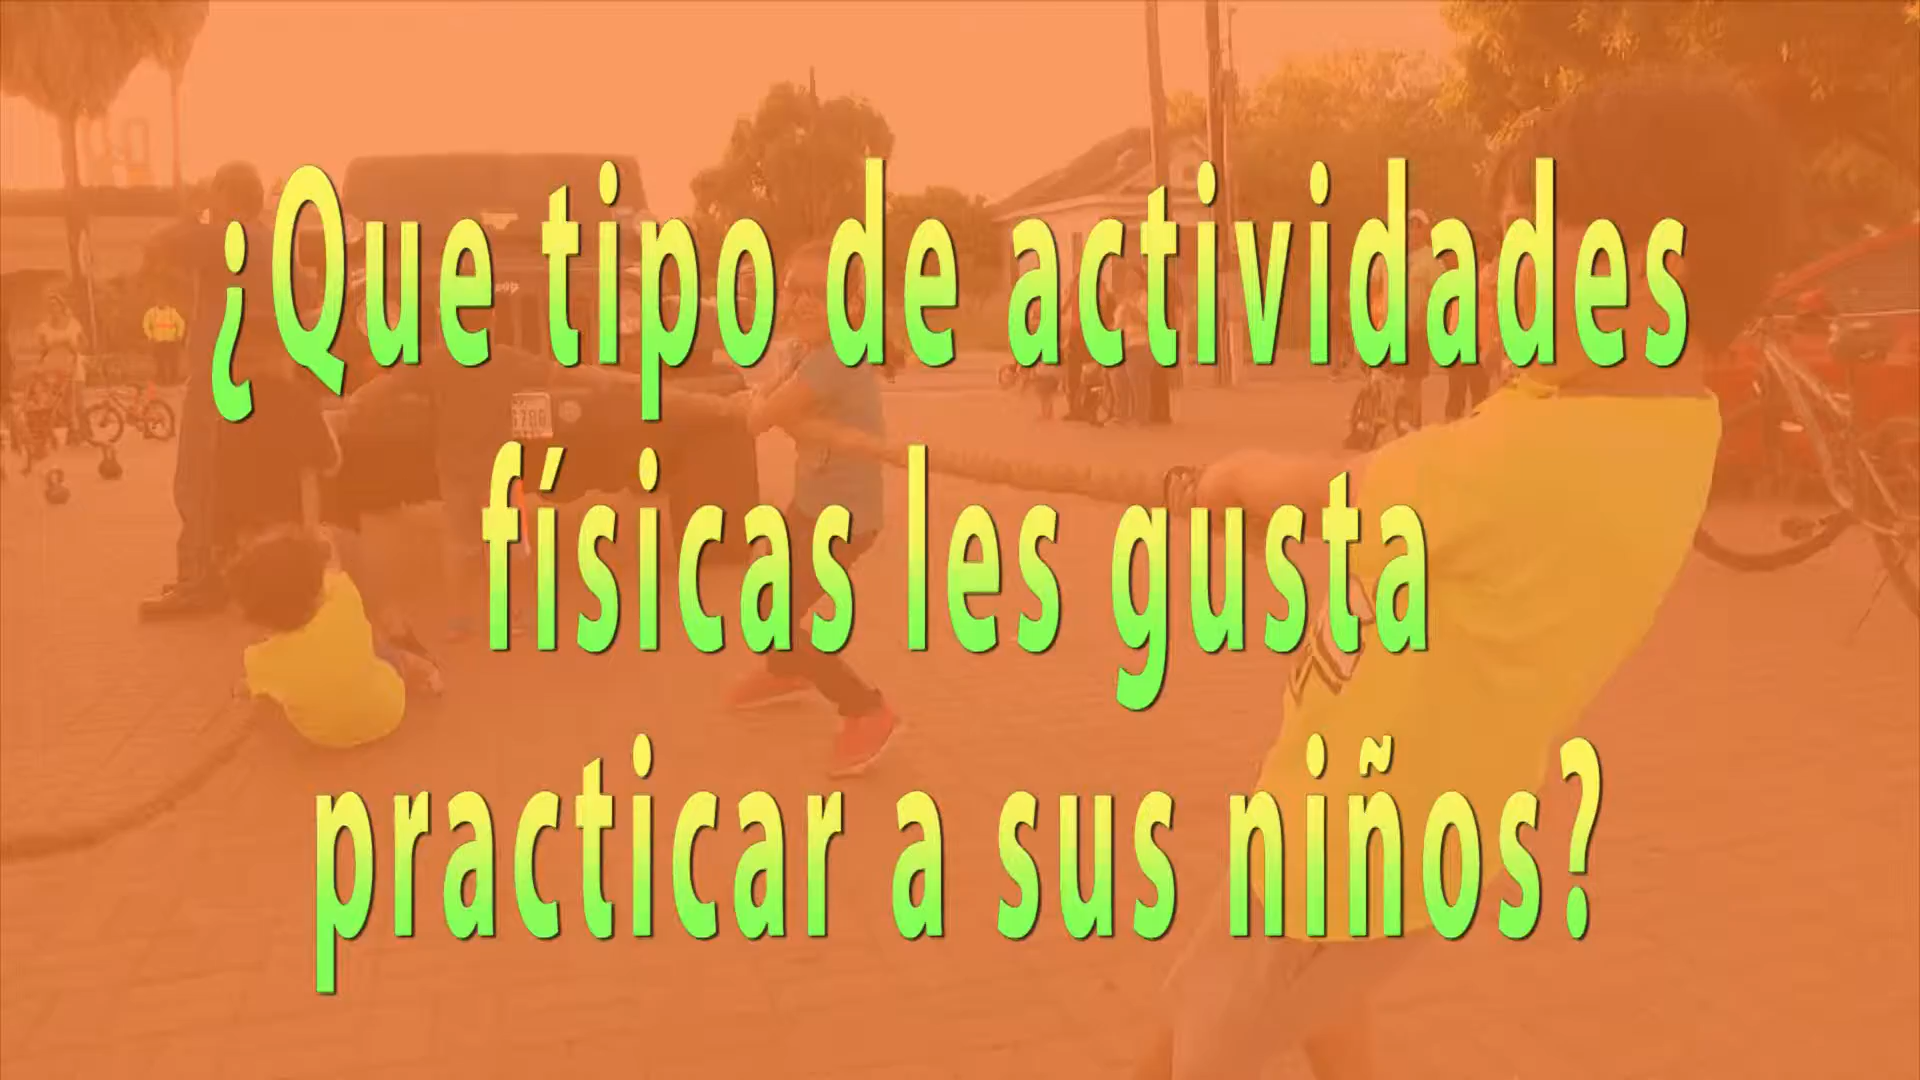 ¿Que tipo de actividades
físicas les gusta
practicar a sus niños?